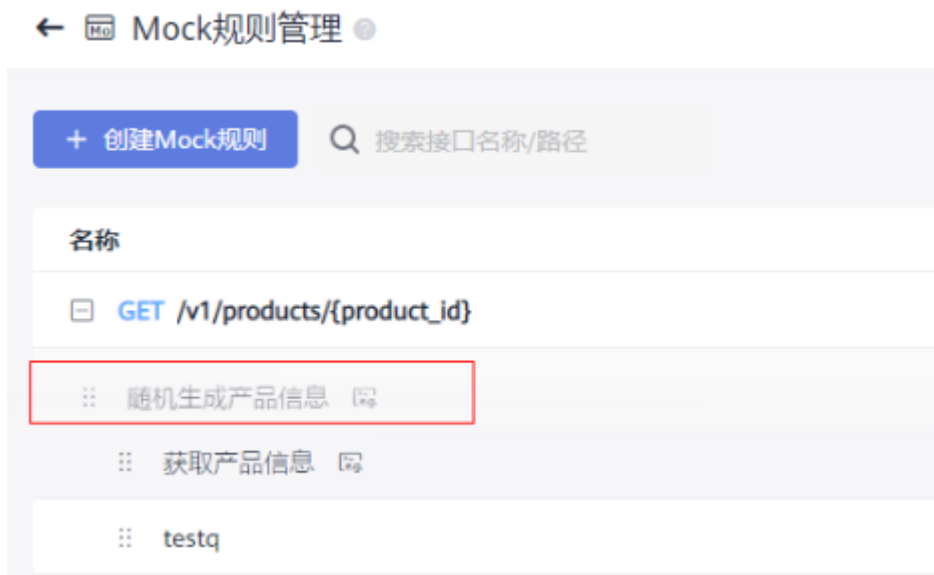 Mock规则管理
+ 创建Mock规则 搜索接口名称/路径
名称
GET /v1/products/{product_id}
随机生成产品信息
获取产品信息
testq